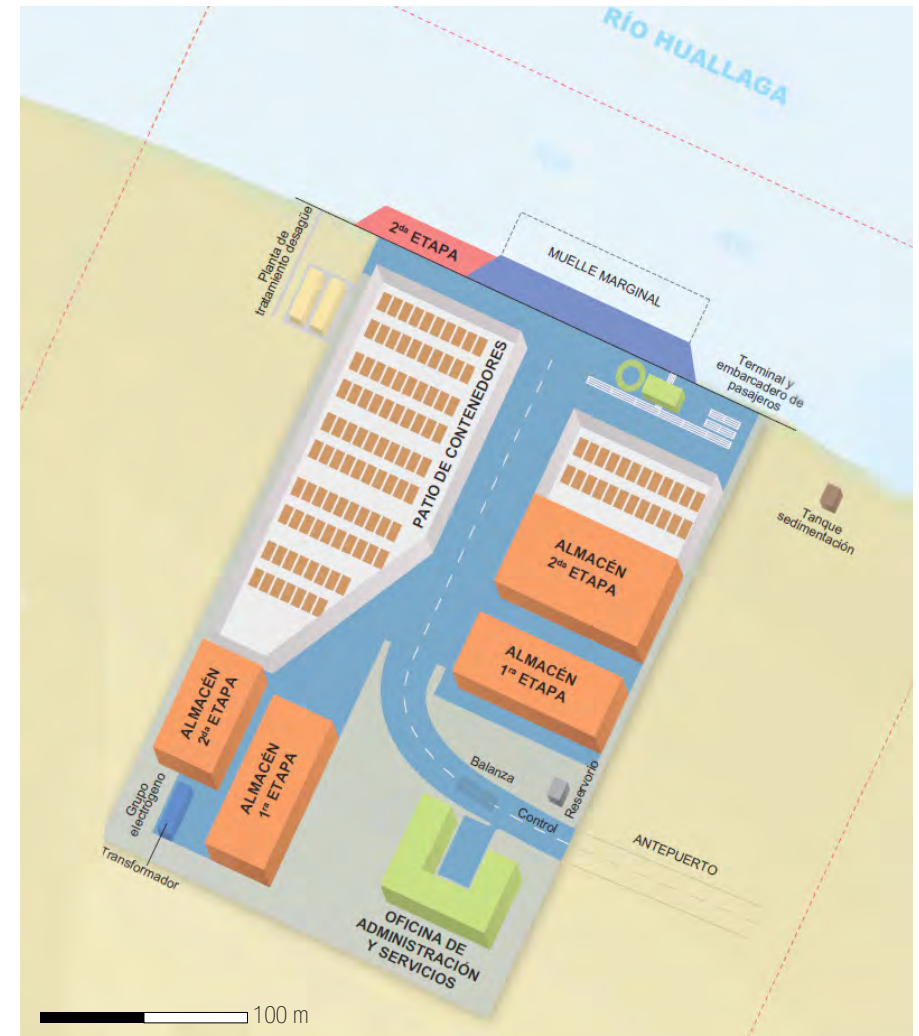 RÍO HUALLAGA
2da ETAPA
MUELLE MARGINAL
Planta de
tratamiento desagüe
Terminal y
embarcadero de
pasajeros
PATIO DE CONTENEDORES
Tanque
sedimentación
ALMACÉN
2da ETAPA
ALMACÉN
1ra ETAPA
ALMACÉN
2da ETAPA
ALMACÉN
1ra ETAPA
Balanza
Reservorio
Control
Grupo
electrógeno
Transformador
ANTEPUERTO
OFICINA DE
ADMINISTRACIÓN
Y SERVICIOS
100 m